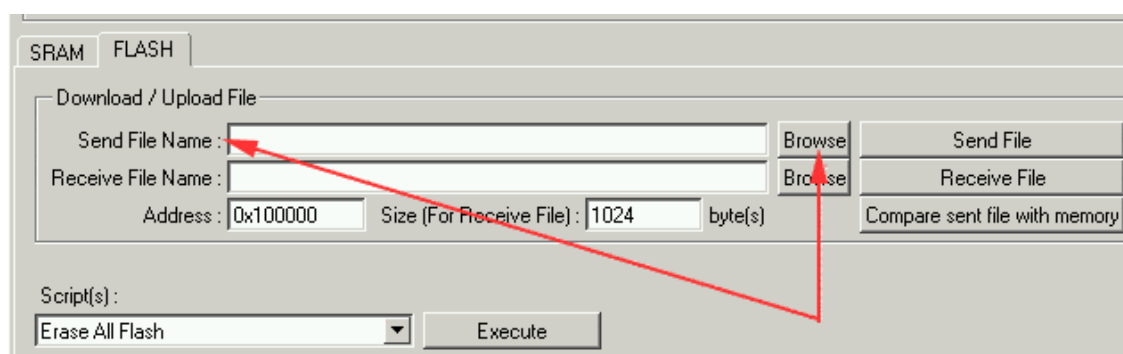 SRAM FLASH
Download / Upload File
Send File Name : Browse Send File
Receive File Name : Browse Receive File
Address : 0x100000 Size (For Receive File) : 1024 byte(s) Compare sent file with memory
Script(s) :
Erase All Flash Execute